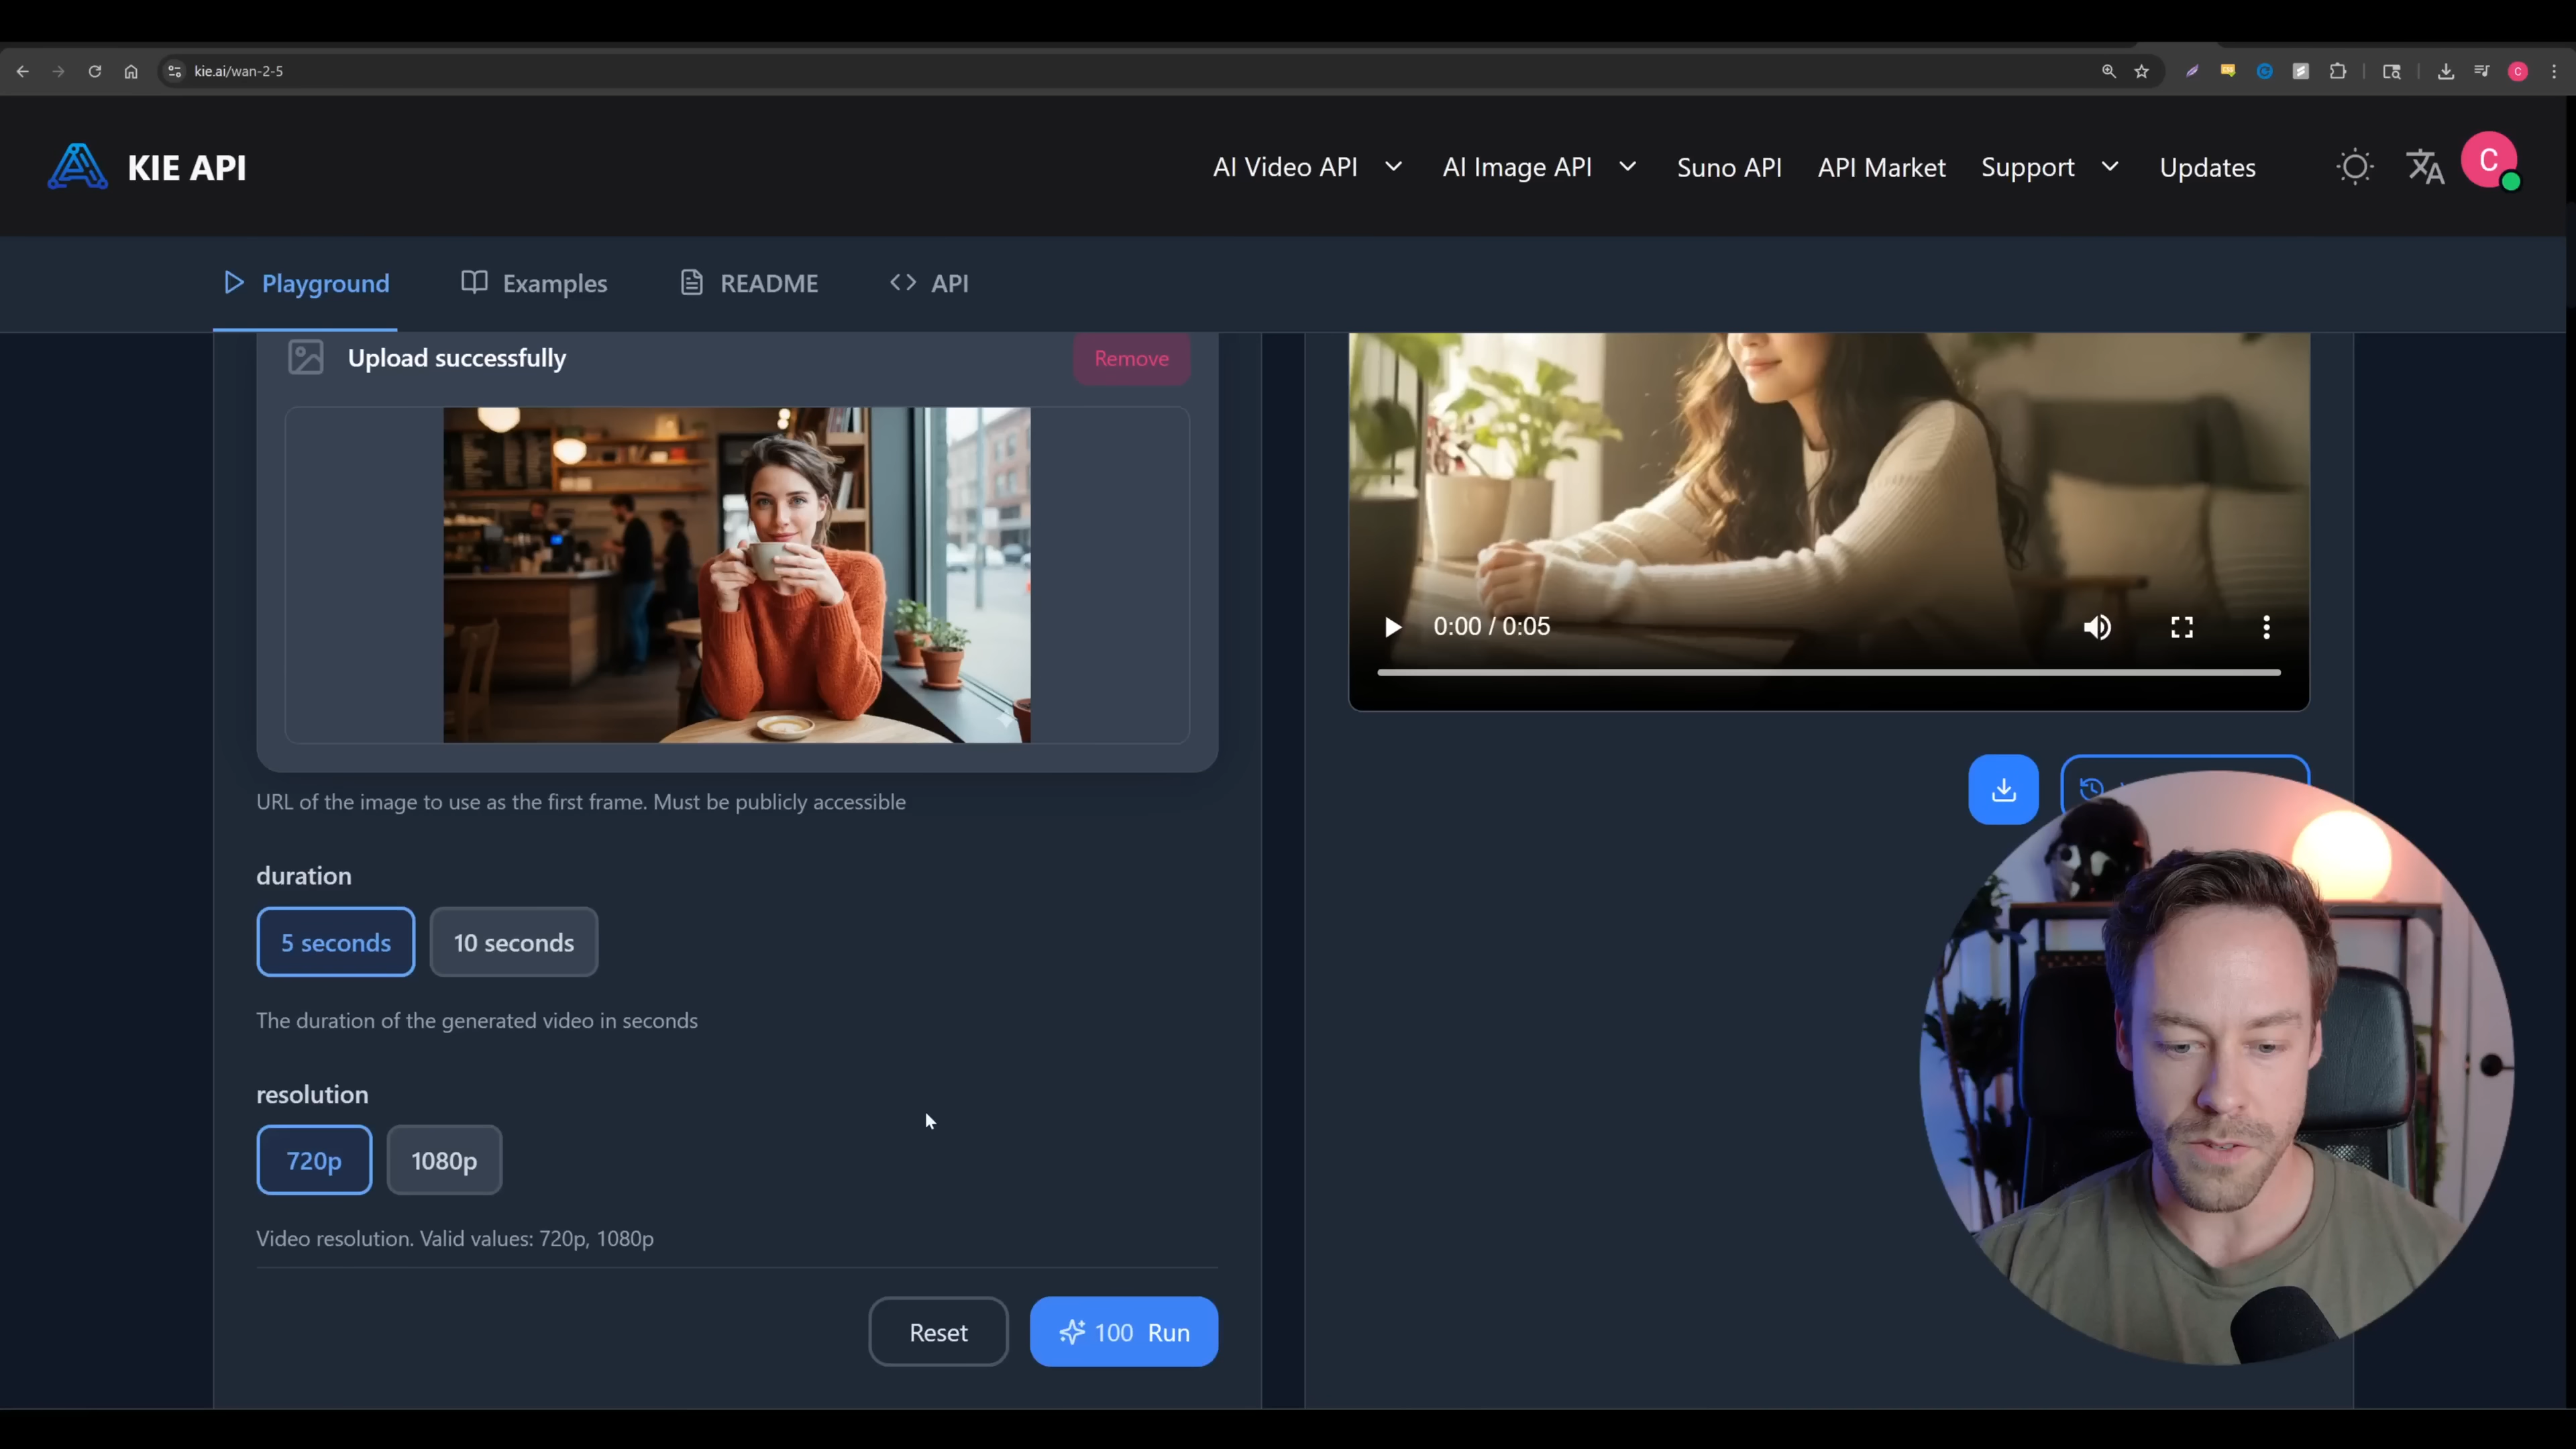 kie.ai/wan-2-5
KIE API
AI Video API
AI Image API
Suno API
API Market
Support
Updates
C
C
Playground
Examples
README
API
Upload successfully
Remove
0:00 / 0:05
URL of the image to use as the first frame. Must be publicly accessible
duration
5 seconds
10 seconds
The duration of the generated video in seconds
resolution
720p
1080p
Video resolution. Valid values: 720p, 1080p
Reset
100 Run